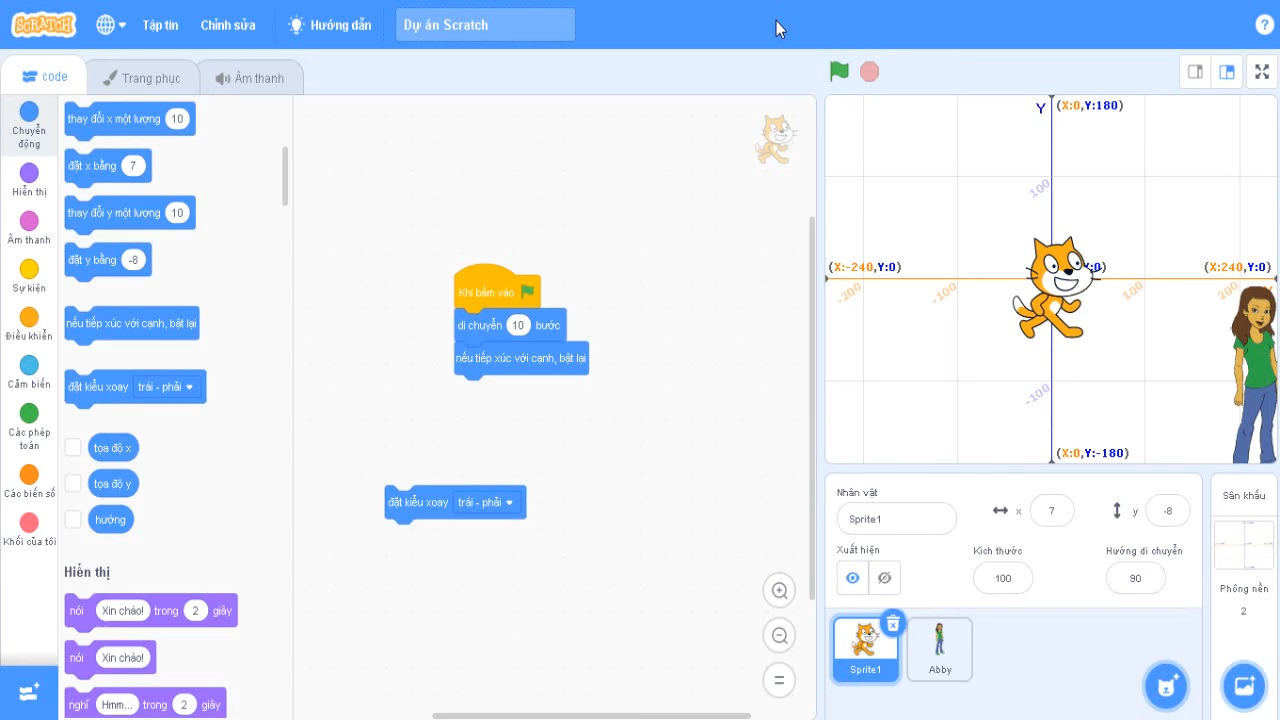 SCRATCH
Tập tin
Chỉnh sửa
Hướng dẫn
Dự án Scratch
?
code
Trang phục
Âm thanh
Chuyển động
Hiển thị
Âm thanh
Sự kiện
Điều khiển
Cảm biến
Các phép toán
Các biến số
Khối của tôi
thay đổi x một lượng 10
đặt x bằng 7
thay đổi y một lượng 10
đặt y bằng -8
nếu tiếp xúc với cạnh, bật lại
đặt kiểu xoay trái - phải
tọa độ x
tọa độ y
hướng
Hiển thị
nói Xin chào! trong 2 giây
nói Xin chào!
nghĩ Hmm... trong 2 giây
Khi bấm vào
di chuyển 10 bước
nếu tiếp xúc với cạnh, bật lại
đặt kiểu xoay trái - phải
Y (X:0,Y:180)
100
(X:-240,Y:0)
:0)
(X:240,Y:0)
-200
-100
100
200
-100
(X:0,Y:-180)
Nhân vật
Sprite1
x 7
y -8
Xuất hiện
Kích thước
100
Hướng di chuyển
90
Sprite1
Abby
Sân khấu
Phông nền
2